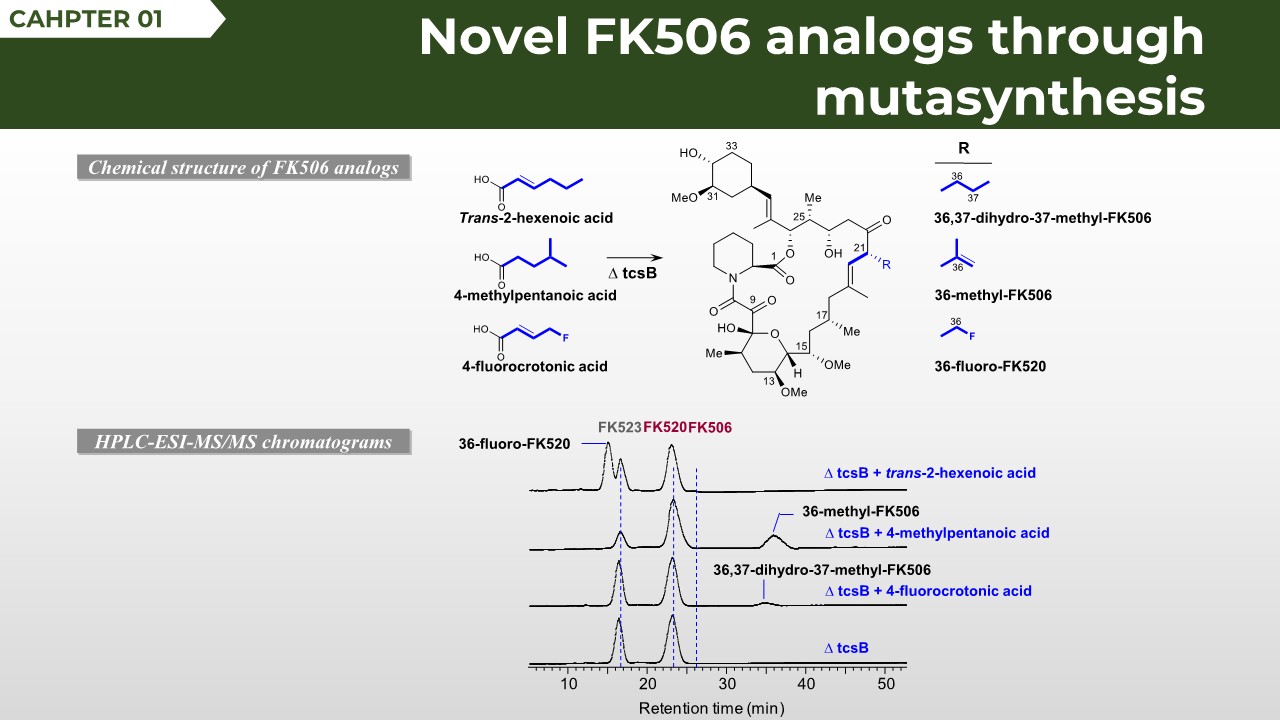 CAHPTER 01
Novel FK506 analogs through
mutasynthesis
Chemical structure of FK506 analogs
HO
O
Trans-2-hexenoic acid
HO
O
4-methylpentanoic acid
HO
O
F
4-fluorocrotonic acid
Δ tcsB
33
HO
31
MeO
Me
25
O
21
OH
R
O
1
O
N
O
9
O
HO
O
17
Me
Me
15
OMe
H
13
OMe
R
36
37
36,37-dihydro-37-methyl-FK506
36
36-methyl-FK506
36
F
36-fluoro-FK520
HPLC-ESI-MS/MS chromatograms
FK523 FK520 FK506
36-fluoro-FK520
Δ tcsB + trans-2-hexenoic acid
36-methyl-FK506
Δ tcsB + 4-methylpentanoic acid
36,37-dihydro-37-methyl-FK506
Δ tcsB + 4-fluorocrotonic acid
Δ tcsB
10 20 30 40 50
Retention time (min)